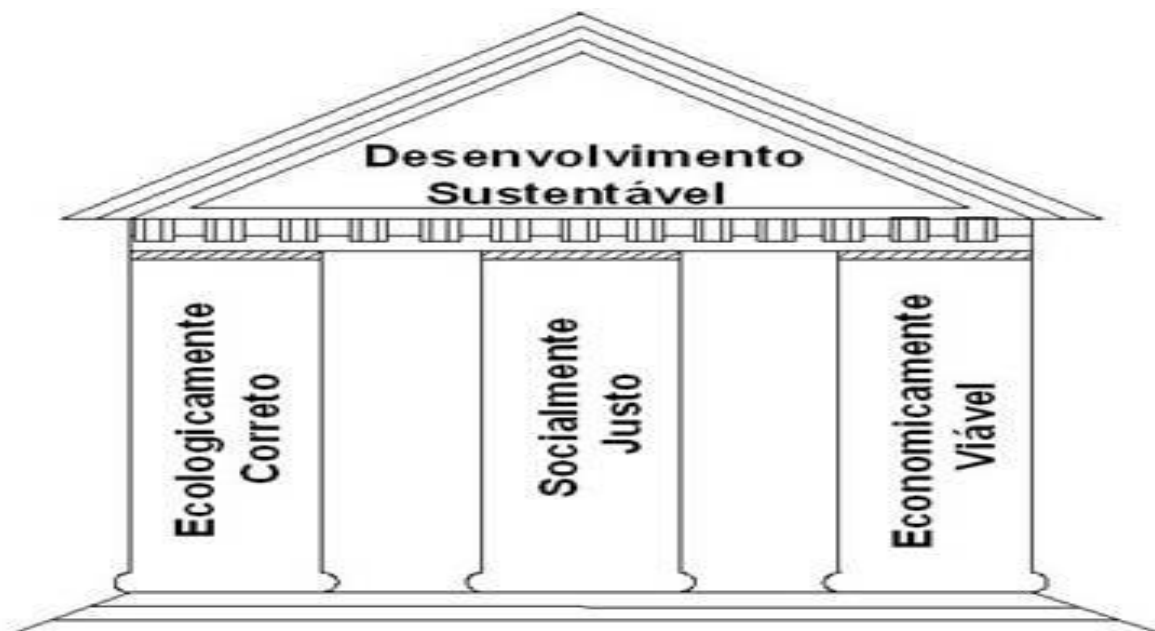 Desenvolvimento
Sustentável
Ecologicamente
Correto
Socialmente
Justo
Economicamente
Viável